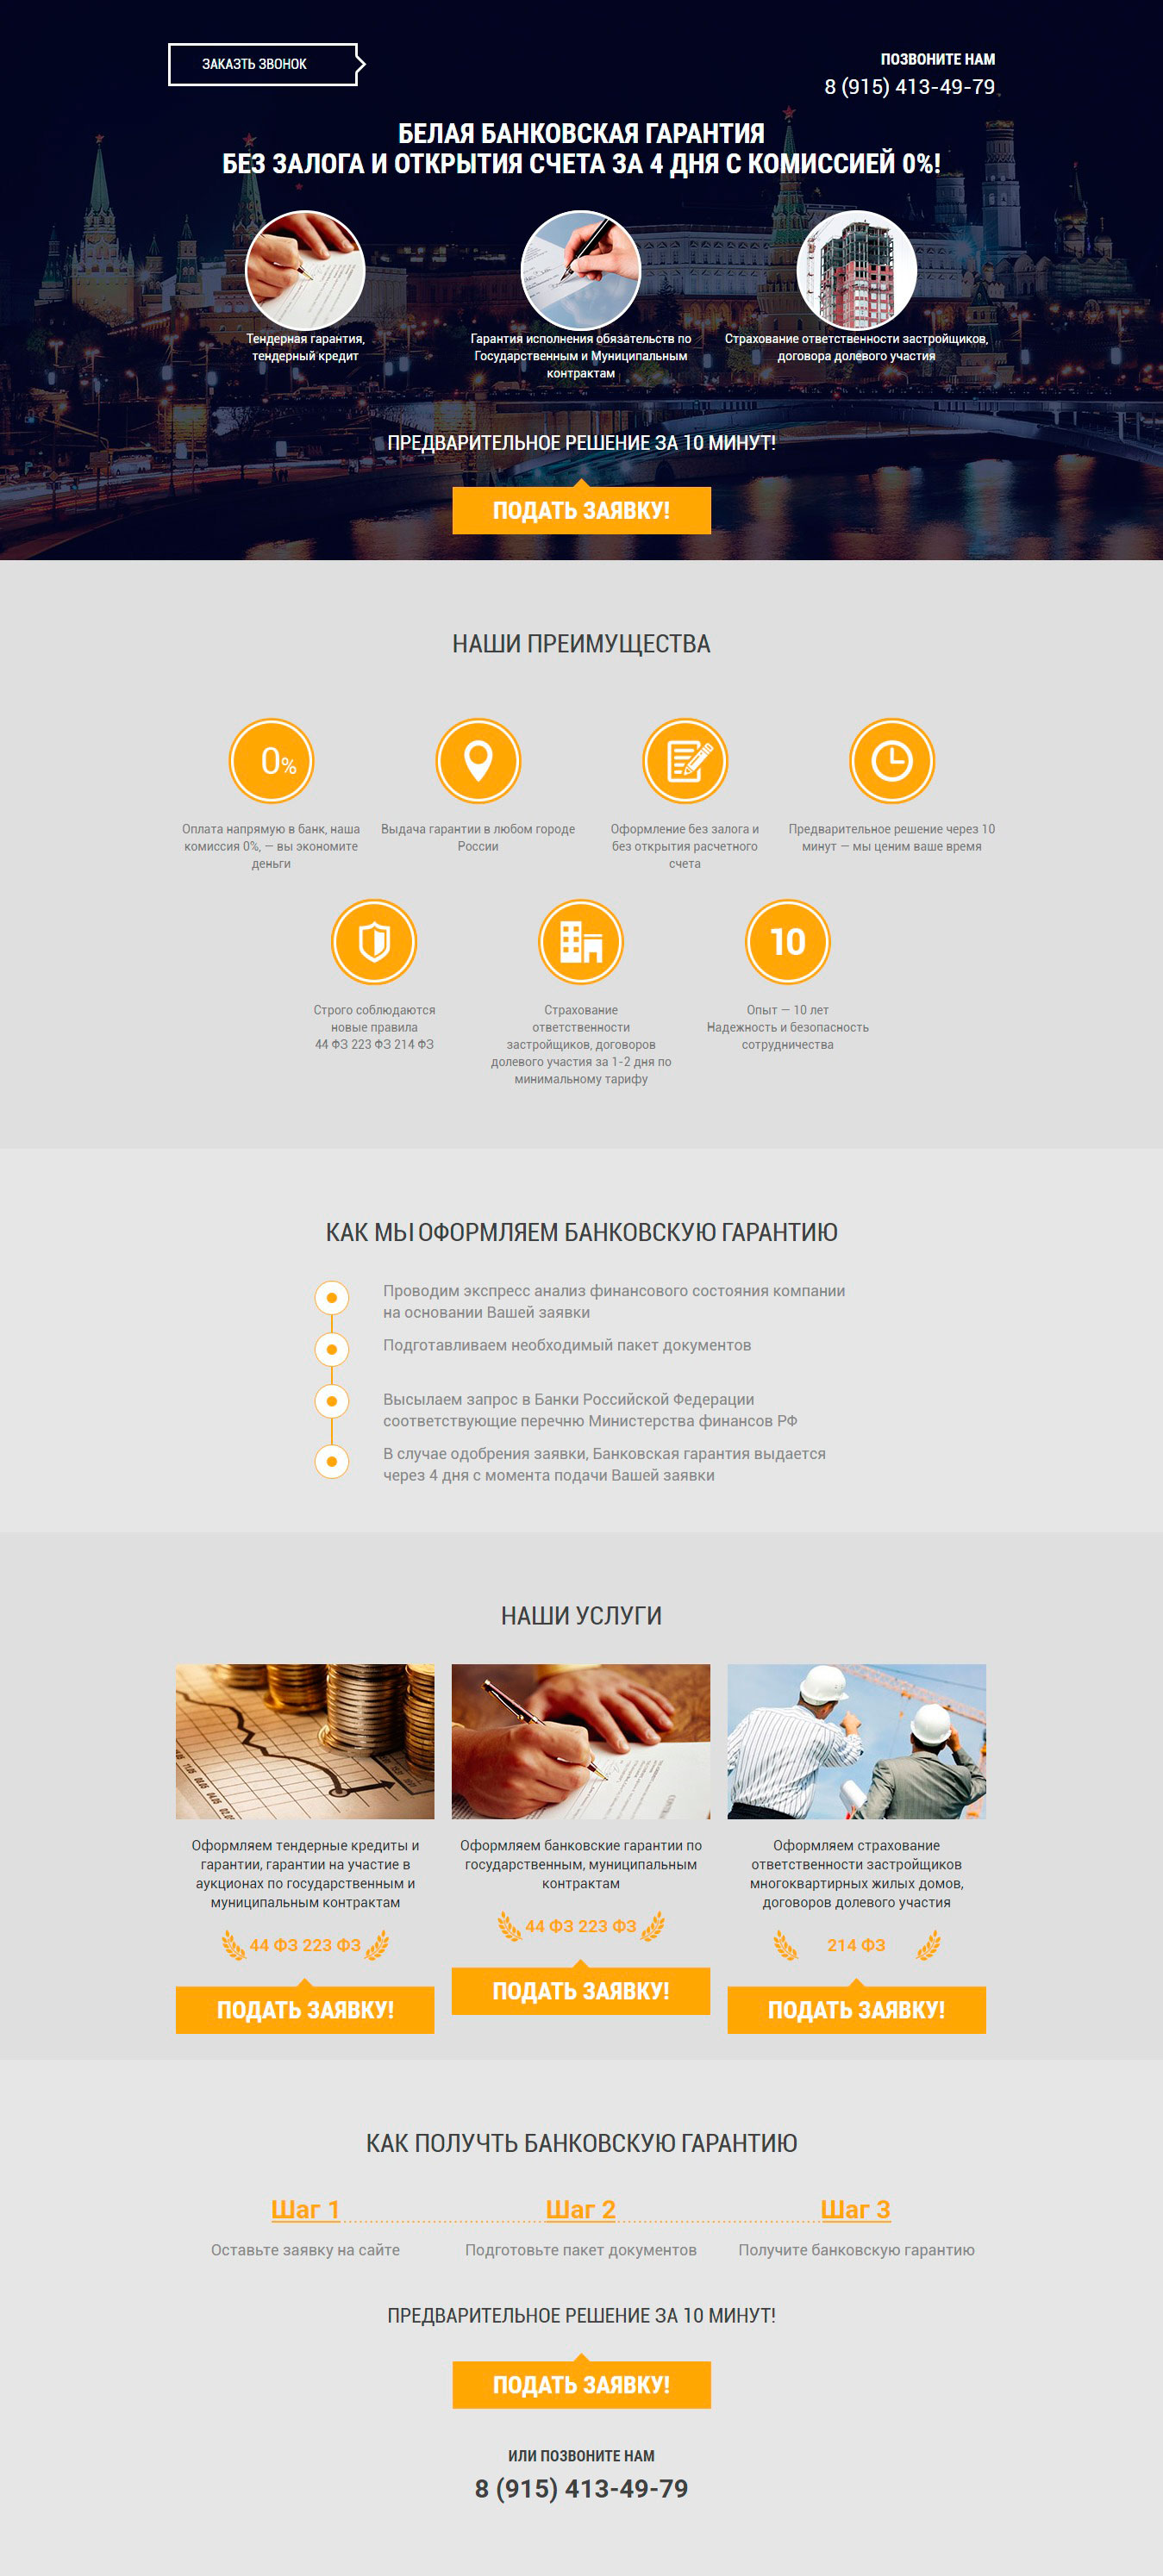 ЗАКАЗТЬ ЗВОНОК
ПОЗВОНИТЕ НАМ
8 (915) 413-49-79
БЕЛАЯ БАНКОВСКАЯ ГАРАНТИЯ
БЕЗ ЗАЛОГА И ОТКРЫТИЯ СЧЕТА ЗА 4 ДНЯ С КОМИССИЕЙ 0%!
Тендерная гарантия,
тендерный кредит
Гарантия исполнения обязательств по
Государственным и Муниципальным
контрактам
Страхование ответственности застройщиков,
договора долевого участия
ПРЕДВАРИТЕЛЬНОЕ РЕШЕНИЕ ЗА 10 МИНУТ!
ПОДАТЬ ЗАЯВКУ!
НАШИ ПРЕИМУЩЕСТВА
0%
Оплата напрямую в банк, наша
комиссия 0%, — вы экономите
деньги
Выдача гарантии в любом городе
России
Оформление без залога и
без открытия расчетного
счета
Предварительное решение через 10
минут — мы ценим ваше время
Строго соблюдаются
новые правила
44 ФЗ 223 ФЗ 214 ФЗ
Страхование
ответственности
застройщиков, договоров
долевого участия за 1-2 дня по
минимальному тарифу
10
Опыт — 10 лет
Надежность и безопасность
сотрудничества
КАК МЫ ОФОРМЛЯЕМ БАНКОВСКУЮ ГАРАНТИЮ
Проводим экспресс анализ финансового состояния компании
на основании Вашей заявки
Подготавливаем необходимый пакет документов
Высылаем запрос в Банки Российской Федерации
соответствующие перечню Министерства финансов РФ
В случае одобрения заявки, Банковская гарантия выдается
через 4 дня с момента подачи Вашей заявки
НАШИ УСЛУГИ
Оформляем тендерные кредиты и
гарантии, гарантии на участие в
аукционах по государственным и
муниципальным контрактам
44 ФЗ 223 ФЗ
ПОДАТЬ ЗАЯВКУ!
Оформляем банковские гарантии по
государственным, муниципальным
контрактам
44 ФЗ 223 ФЗ
ПОДАТЬ ЗАЯВКУ!
Оформляем страхование
ответственности застройщиков
многоквартирных жилых домов,
договоров долевого участия
214 ФЗ
ПОДАТЬ ЗАЯВКУ!
КАК ПОЛУЧТЬ БАНКОВСКУЮ ГАРАНТИЮ
Шаг 1
Оставьте заявку на сайте
Шаг 2
Подготовьте пакет документов
Шаг 3
Получите банковскую гарантию
ПРЕДВАРИТЕЛЬНОЕ РЕШЕНИЕ ЗА 10 МИНУТ!
ПОДАТЬ ЗАЯВКУ!
ИЛИ ПОЗВОНИТЕ НАМ
8 (915) 413-49-79